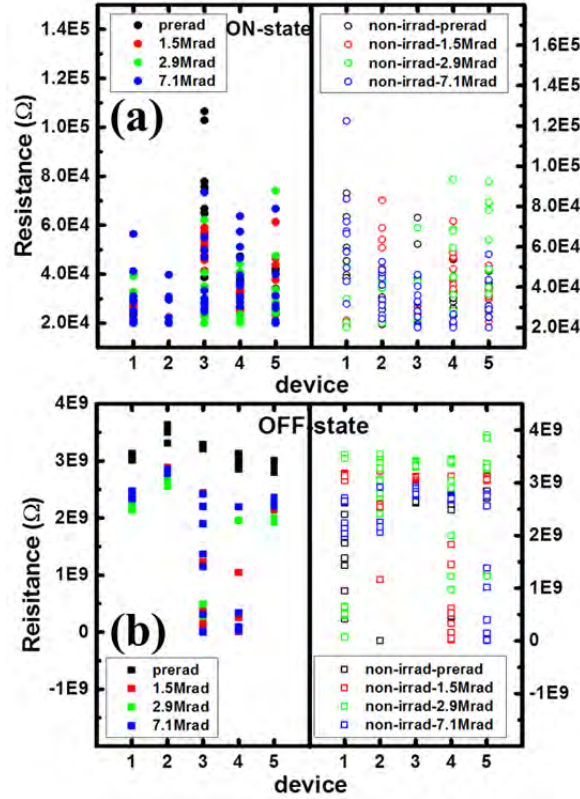 1.5E5
1.2E5
1.0E5
8.0E4
6.0E4
4.0E4
2.0E4
Resistance (Ω)
(a)
ON-state
prerad
1.5Mrad
2.9Mrad
7.1Mrad
non-irrad-prerad
non-irrad-1.5Mrad
non-irrad-2.9Mrad
non-irrad-7.1Mrad
1.8E5
1.6E5
1.2E5
1.0E5
8.0E4
6.0E4
4.0E4
2.0E4
1 2 3 4 5
1 2 3 4 5
device
OFF-state
4E9
3E9
2E9
1E9
0
-1E9
Reisitance (Ω)
(b)
prerad
1.5Mrad
2.9Mrad
7.1Mrad
non-irrad-prerad
non-irrad-1.5Mrad
non-irrad-2.9Mrad
non-irrad-7.1Mrad
4E9
3E9
2E9
1E9
0
-1E9
1 2 3 4 5
1 2 3 4 5
device